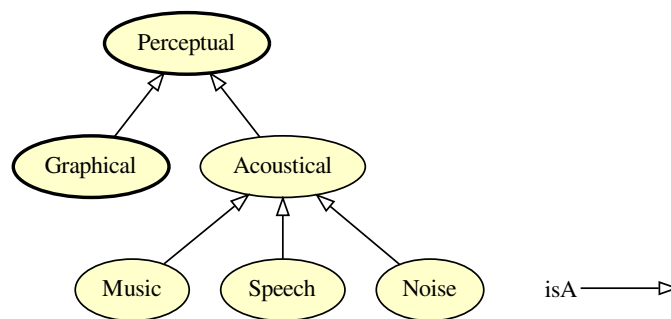 Perceptual
Graphical
Acoustical
Music
Speech
Noise
isA